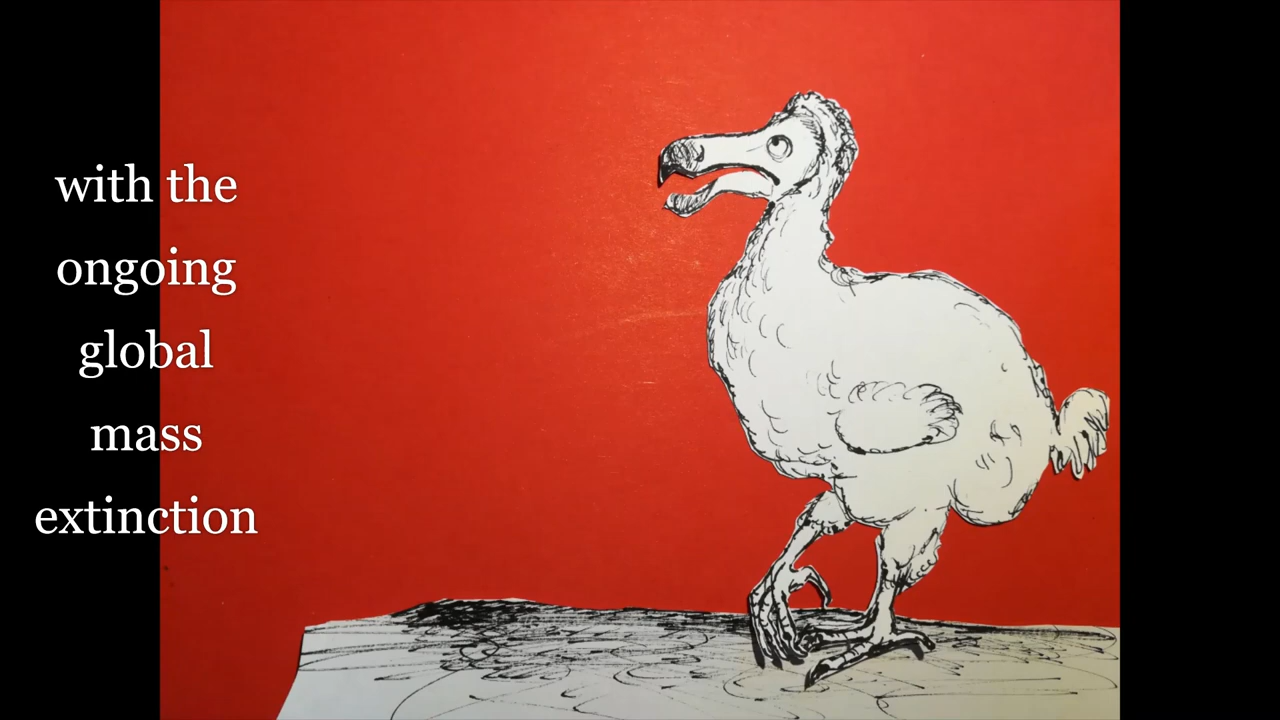 with the
ongoing
global
mass
extinction